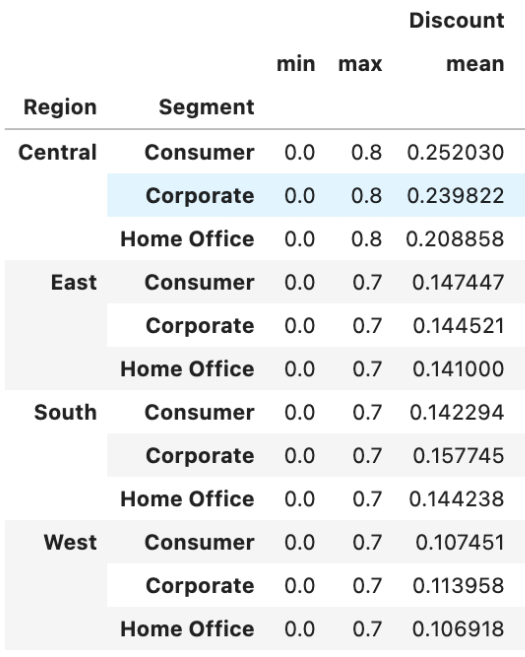 Discount
min max mean
Region Segment
Central Consumer 0.0 0.8 0.252030
Corporate 0.0 0.8 0.239822
Home Office 0.0 0.8 0.208858
East Consumer 0.0 0.7 0.147447
Corporate 0.0 0.7 0.144521
Home Office 0.0 0.7 0.141000
South Consumer 0.0 0.7 0.142294
Corporate 0.0 0.7 0.157745
Home Office 0.0 0.7 0.144238
West Consumer 0.0 0.7 0.107451
Corporate 0.0 0.7 0.113958
Home Office 0.0 0.7 0.106918